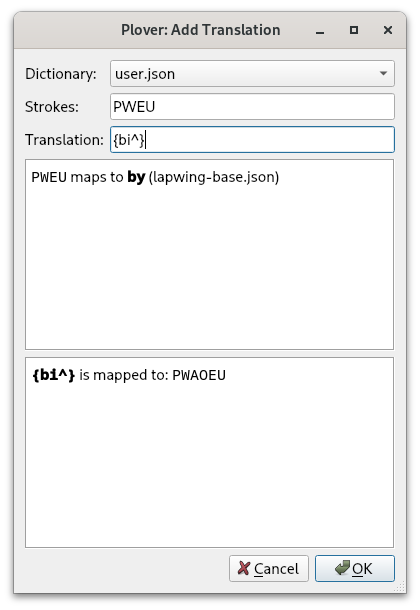 Plover: Add Translation
Dictionary: user.json
Strokes: PWEU
Translation: {bi^}
PWEU maps to by (lapwing-base.json)
{bi^} is mapped to: PWAOEU
Cancel OK